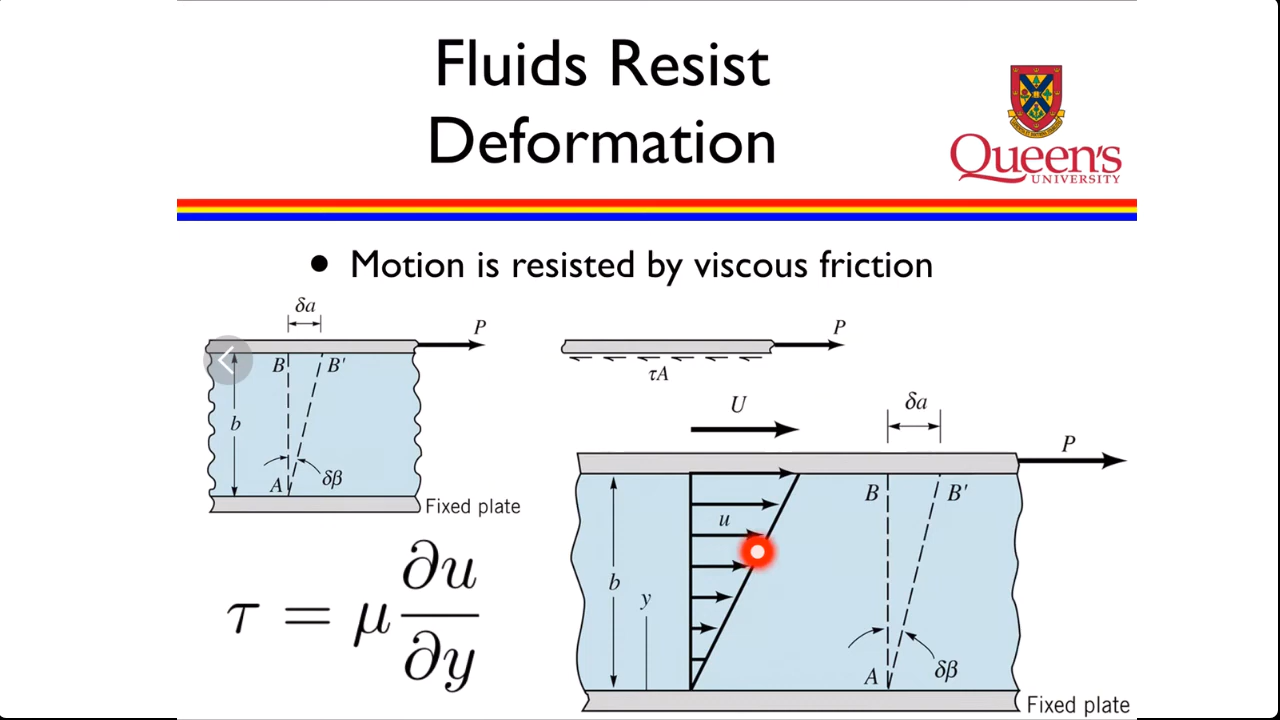 Fluids Resist
Deformation
Queen's
UNIVERSITY
• Motion is resisted by viscous friction
δa
P
B
B'
b
A
δβ
Fixed plate
P
τA
U
δa
P
u
B
B'
b
y
A
δβ
Fixed plate
τ = μ ∂u/∂y